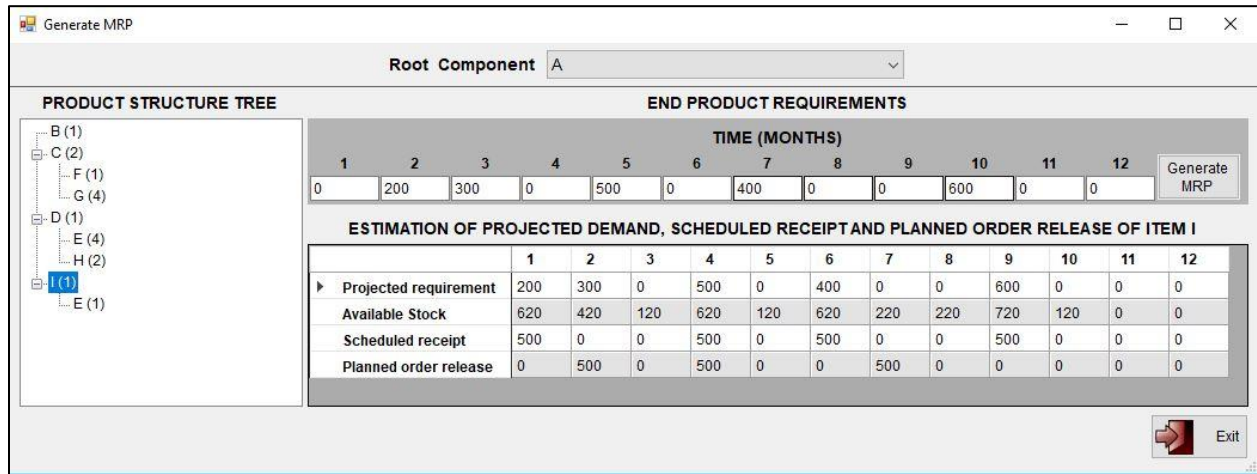 Generate MRP
Root Component A
PRODUCT STRUCTURE TREE
B (1)
C (2)
F (1)
G (4)
D (1)
E (4)
H (2)
I (1)
E (1)
END PRODUCT REQUIREMENTS
TIME (MONTHS)
1 2 3 4 5 6 7 8 9 10 11 12
0 200 300 0 500 0 400 0 0 600 0 0
Generate
MRP
ESTIMATION OF PROJECTED DEMAND, SCHEDULED RECEIPT AND PLANNED ORDER RELEASE OF ITEM I
1 2 3 4 5 6 7 8 9 10 11 12
Projected requirement 200 300 0 500 0 400 0 0 600 0 0 0
Available Stock 620 420 120 620 120 620 220 220 720 120 0 0
Scheduled receipt 500 0 0 500 0 500 0 0 500 0 0 0
Planned order release 0 500 0 500 0 0 500 0 0 0 0 0
Exit